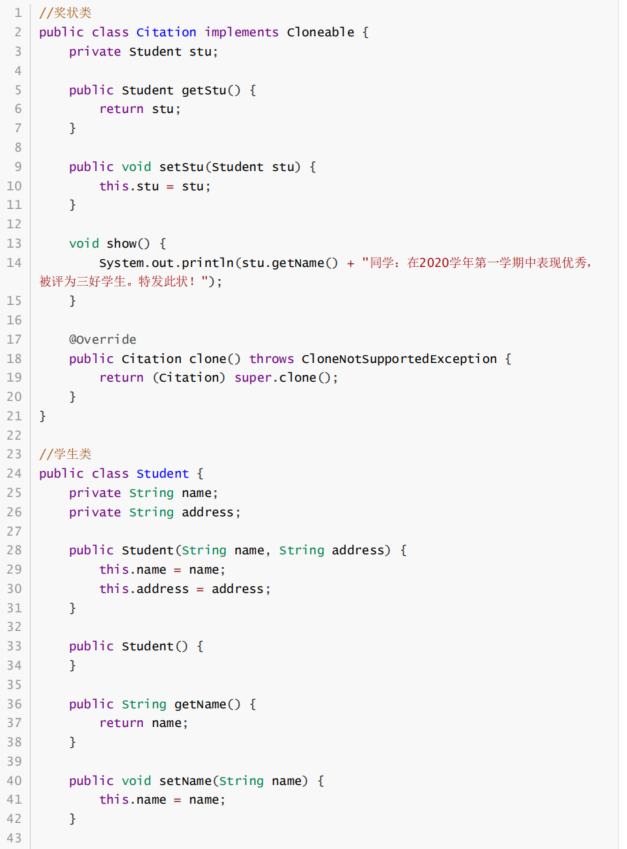 1 //奖状类
2 public class Citation implements Cloneable {
3     private Student stu;
4
5     public Student getStu() {
6         return stu;
7     }
8
9     public void setStu(Student stu) {
10         this.stu = stu;
11     }
12
13     void show() {
14         System.out.println(stu.getName() + "同学：在2020学年第一学期中表现优秀，
被评为三好学生。特发此状！");
15     }
16
17     @Override
18     public Citation clone() throws CloneNotSupportedException {
19         return (Citation) super.clone();
20     }
21 }
22
23 //学生类
24 public class Student {
25     private String name;
26     private String address;
27
28     public Student(String name, String address) {
29         this.name = name;
30         this.address = address;
31     }
32
33     public Student() {
34     }
35
36     public String getName() {
37         return name;
38     }
39
40     public void setName(String name) {
41         this.name = name;
42     }
43